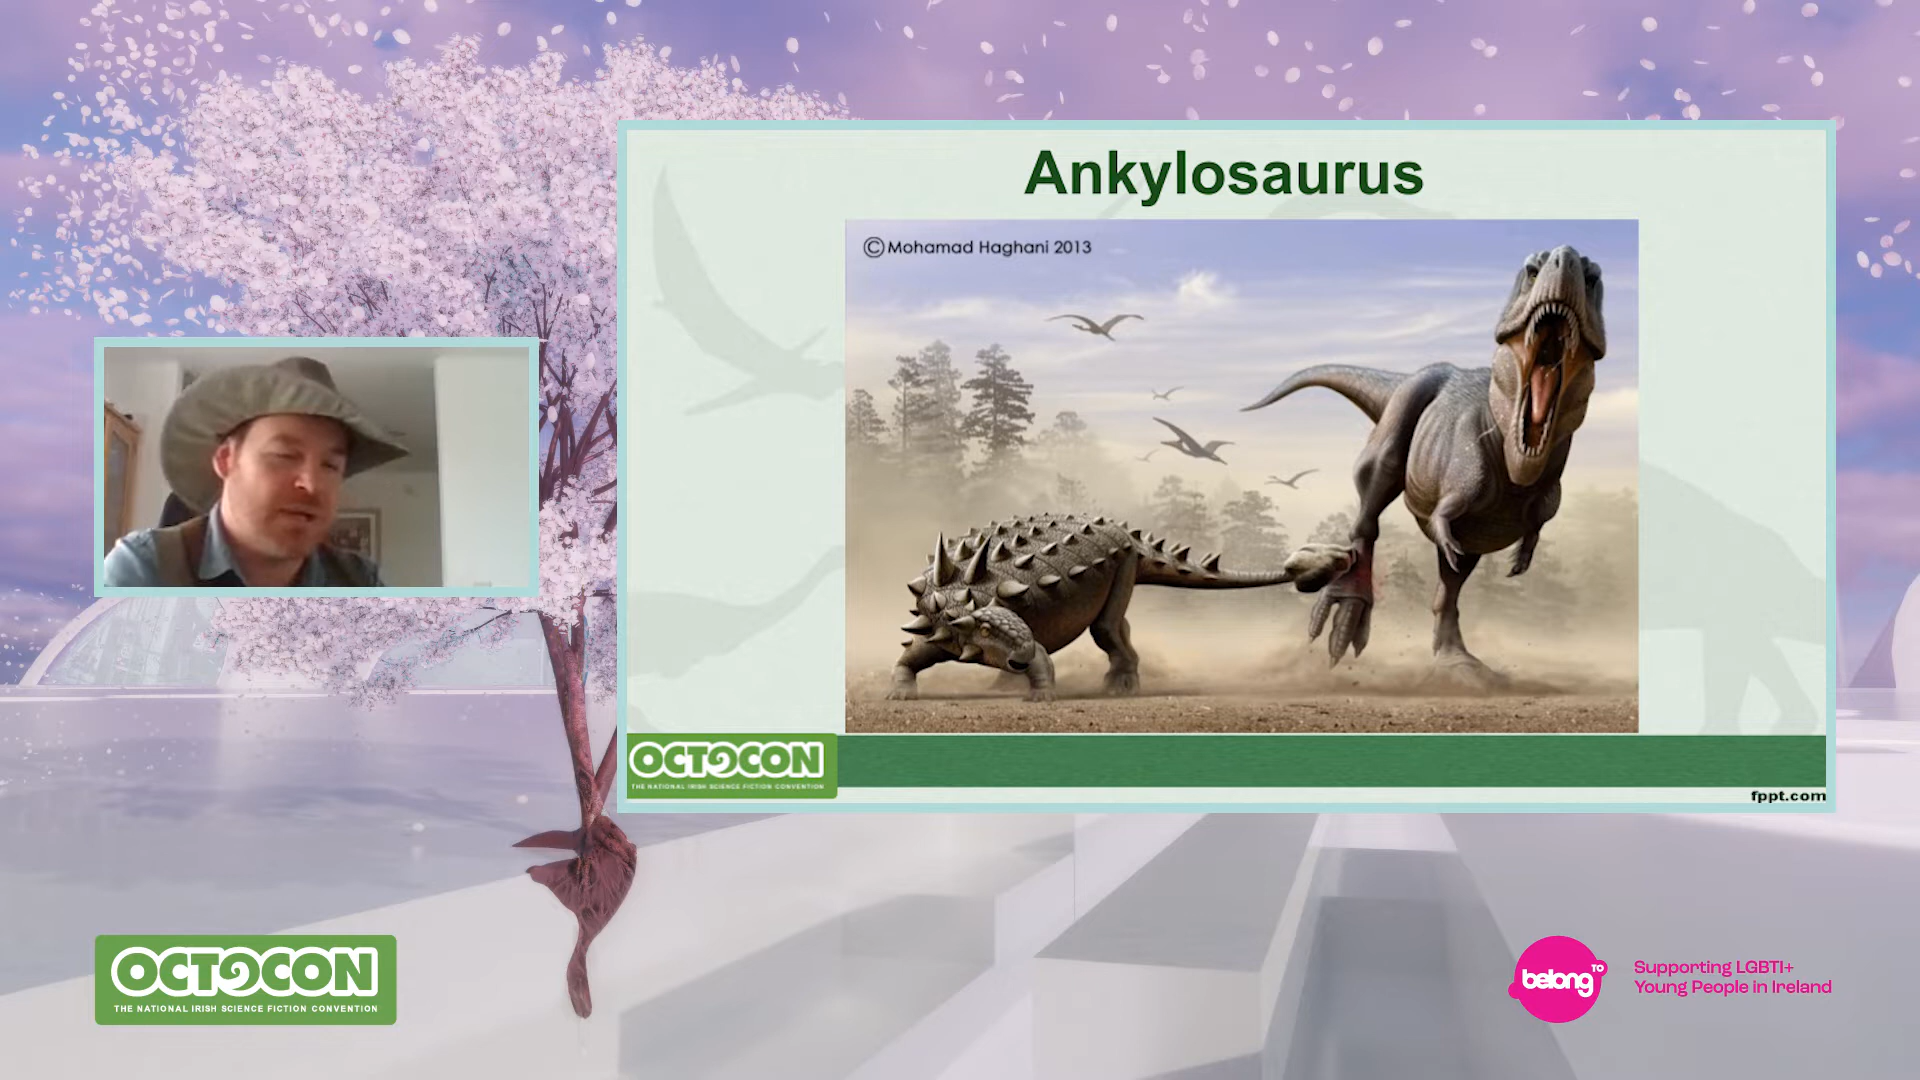 Ankylosaurus
©Mohamad Haghani 2013
OCTOCON
THE NATIONAL IRISH SCIENCE FICTION CONVENTION
fppt.com
OCTOCON
THE NATIONAL IRISH SCIENCE FICTION CONVENTION
belong TO
Supporting LGBTI+
Young People in Ireland